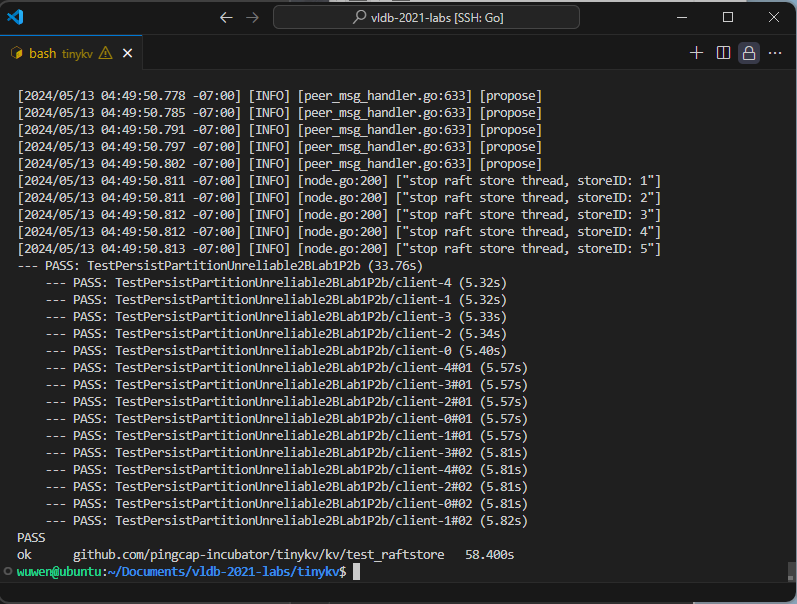 vldb-2021-labs [SSH: Go]
bash tinykv
[2024/05/13 04:49:50.778 -07:00] [INFO] [peer_msg_handler.go:633] [propose]
[2024/05/13 04:49:50.785 -07:00] [INFO] [peer_msg_handler.go:633] [propose]
[2024/05/13 04:49:50.791 -07:00] [INFO] [peer_msg_handler.go:633] [propose]
[2024/05/13 04:49:50.797 -07:00] [INFO] [peer_msg_handler.go:633] [propose]
[2024/05/13 04:49:50.802 -07:00] [INFO] [peer_msg_handler.go:633] [propose]
[2024/05/13 04:49:50.811 -07:00] [INFO] [node.go:200] ["stop raft store thread, storeID: 1"]
[2024/05/13 04:49:50.811 -07:00] [INFO] [node.go:200] ["stop raft store thread, storeID: 2"]
[2024/05/13 04:49:50.812 -07:00] [INFO] [node.go:200] ["stop raft store thread, storeID: 3"]
[2024/05/13 04:49:50.812 -07:00] [INFO] [node.go:200] ["stop raft store thread, storeID: 4"]
[2024/05/13 04:49:50.813 -07:00] [INFO] [node.go:200] ["stop raft store thread, storeID: 5"]
--- PASS: TestPersistPartitionUnreliable2BLab1P2b (33.76s)
--- PASS: TestPersistPartitionUnreliable2BLab1P2b/client-4 (5.32s)
--- PASS: TestPersistPartitionUnreliable2BLab1P2b/client-1 (5.32s)
--- PASS: TestPersistPartitionUnreliable2BLab1P2b/client-3 (5.33s)
--- PASS: TestPersistPartitionUnreliable2BLab1P2b/client-2 (5.34s)
--- PASS: TestPersistPartitionUnreliable2BLab1P2b/client-0 (5.40s)
--- PASS: TestPersistPartitionUnreliable2BLab1P2b/client-4#01 (5.57s)
--- PASS: TestPersistPartitionUnreliable2BLab1P2b/client-3#01 (5.57s)
--- PASS: TestPersistPartitionUnreliable2BLab1P2b/client-2#01 (5.57s)
--- PASS: TestPersistPartitionUnreliable2BLab1P2b/client-0#01 (5.57s)
--- PASS: TestPersistPartitionUnreliable2BLab1P2b/client-1#01 (5.57s)
--- PASS: TestPersistPartitionUnreliable2BLab1P2b/client-3#02 (5.81s)
--- PASS: TestPersistPartitionUnreliable2BLab1P2b/client-4#02 (5.81s)
--- PASS: TestPersistPartitionUnreliable2BLab1P2b/client-2#02 (5.81s)
--- PASS: TestPersistPartitionUnreliable2BLab1P2b/client-0#02 (5.81s)
--- PASS: TestPersistPartitionUnreliable2BLab1P2b/client-1#02 (5.82s)
PASS
ok github.com/pingcap-incubator/tinykv/kv/test_raftstore 58.400s
wuwen@ubuntu:~/Documents/vldb-2021-labs/tinykv$